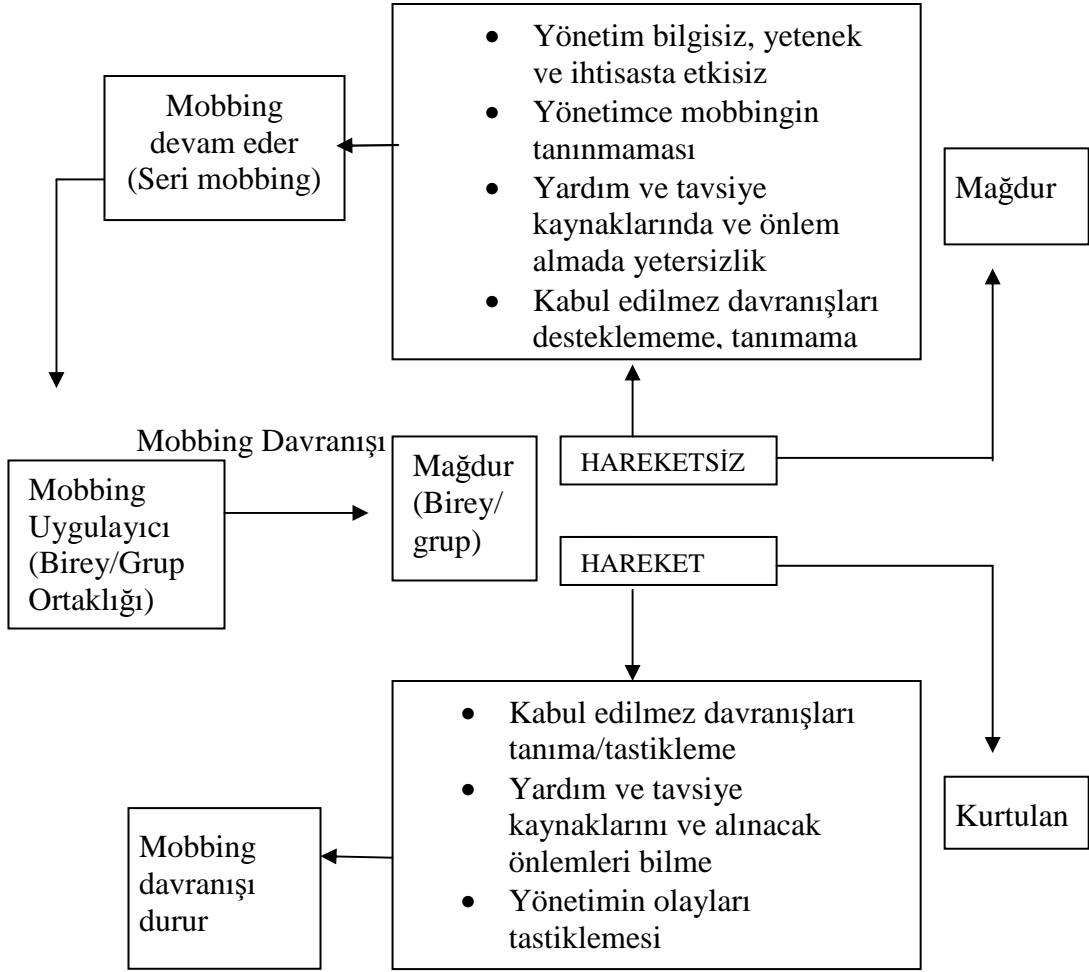 • Yönetim bilgisiz, yetenek
ve ihtisasta etkisiz
• Yönetimce mobbingin
tanınmaması
• Yardım ve tavsiye
kaynaklarında ve önlem
almada yetersizlik
• Kabul edilmez davranışları
desteklememe, tanımama
Mobbing
devam eder
(Seri mobbing)
Mağdur
Mobbing Davranışı
Mobbing
Uygulayıcı
(Birey/Grup
Ortaklığı)
Mağdur
(Birey/
grup)
HAREKETSİZ
HAREKET
• Kabul edilmez davranışları
tanıma/tastikleme
• Yardım ve tavsiye
kaynaklarını ve alınacak
önlemleri bilme
• Yönetimin olayları
tastiklemesi
Mobbing
davranışı
durur
Kurtulan